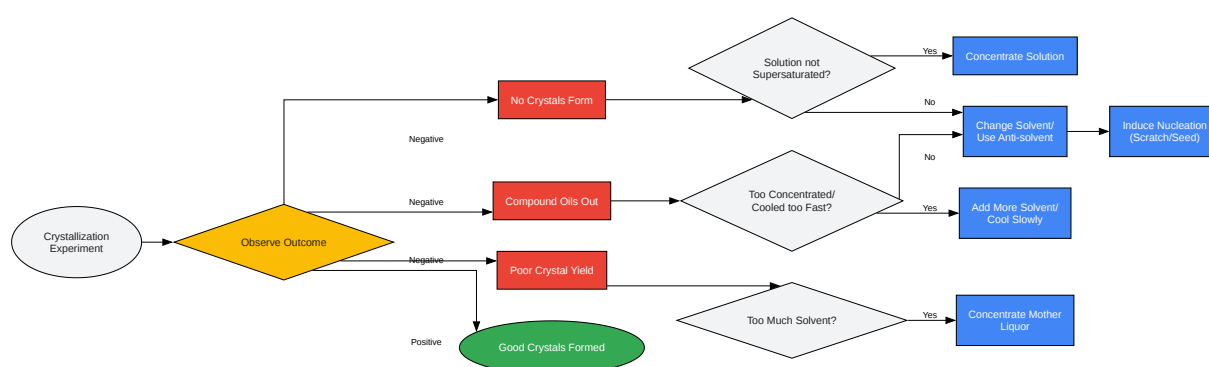 Crystallization
Experiment
Observe Outcome
Negative
Negative
Negative
Positive
No Crystals Form
Compound Oils Out
Poor Crystal Yield
Good Crystals Formed
Solution not
Supersaturated?
Too Concentrated/
Cooled too Fast?
Too Much Solvent?
Yes
No
No
Yes
Yes
Concentrate Solution
Change Solvent/
Use Anti-solvent
Add More Solvent/
Cool Slowly
Concentrate Mother
Liquor
Induce Nucleation
(Scratch/Seed)